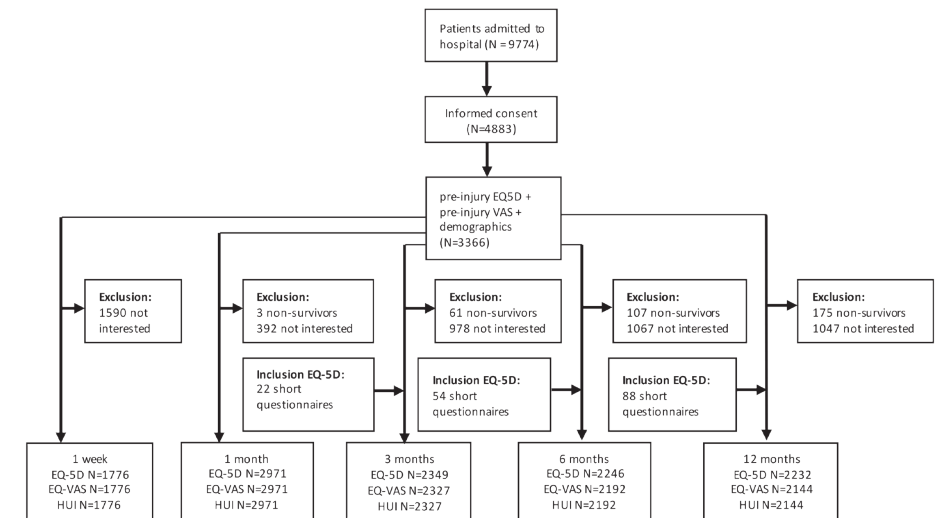 Patients admitted to
hospital (N = 9774)
Informed consent
(N=4883)
pre-injury EQ5D +
pre-injury VAS +
demographics
(N=3366)
Exclusion:
1590 not
interested
Exclusion:
3 non-survivors
392 not interested
Exclusion:
61 non-survivors
978 not interested
Exclusion:
107 non-survivors
1067 not interested
Exclusion:
175 non-survivors
1047 not interested
Inclusion EQ-5D:
22 short
questionnaires
Inclusion EQ-5D:
54 short
questionnaires
Inclusion EQ-5D:
88 short
questionnaires
1 week
EQ-5D N=1776
EQ-VAS N=1776
HUI N=1776
1 month
EQ-5D N=2971
EQ-VAS N=2971
HUI N=2971
3 months
EQ-5D N=2349
EQ-VAS N=2327
HUI N=2327
6 months
EQ-5D N=2246
EQ-VAS N=2192
HUI N=2192
12 months
EQ-5D N=2232
EQ-VAS N=2144
HUI N=2144